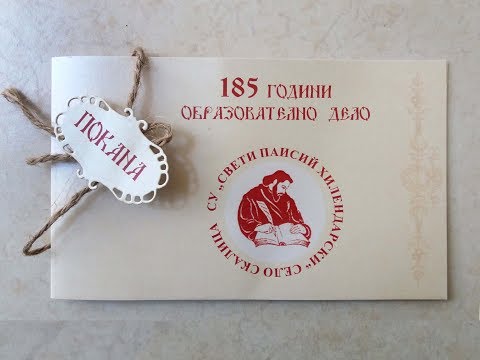 185 ГОДИНИ
ОБРАЗОВАТЕЛНО ДЕЛО
ПОКАНА
СУ „СВЕТИ ПАИСИЙ ХИЛЕНДАРСКИ“ СЕЛО СКАЛИЦА